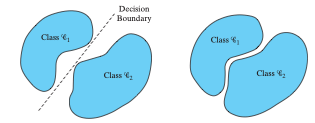 Decision
Boundary
Class 𝒞₁
Class 𝒞₂
Class 𝒞₁
Class 𝒞₂